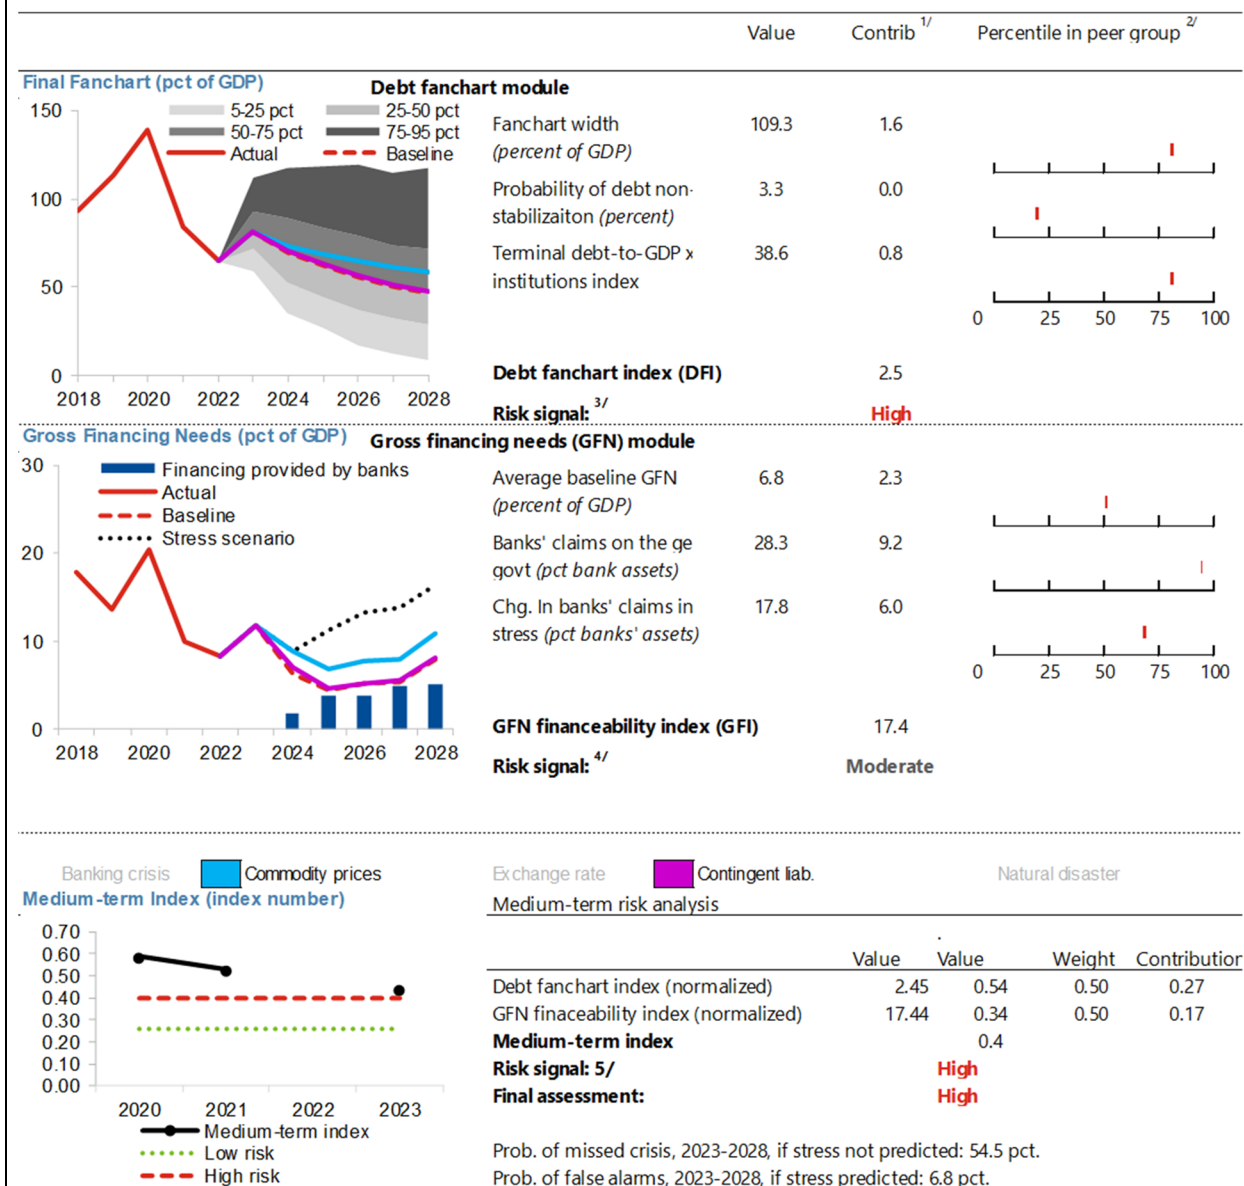 Value Contrib 1/ Percentile in peer group 2/
Final Fanchart (pct of GDP) Debt fanchart module
150
100
50
0
5-25 pct 25-50 pct
50-75 pct 75-95 pct
Actual Baseline
2018 2020 2022 2024 2026 2028
Fanchart width 109.3 1.6
(percent of GDP)
Probability of debt non- 3.3 0.0
stabilizaiton (percent)
Terminal debt-to-GDP x 38.6 0.8
institutions index
0 25 50 75 100
Debt fanchart index (DFI) 2.5
Risk signal: 3/ High
Gross Financing Needs (pct of GDP) Gross financing needs (GFN) module
30
20
10
0
Financing provided by banks
Actual
Baseline
Stress scenario
2018 2020 2022 2024 2026 2028
Average baseline GFN 6.8 2.3
(percent of GDP)
Banks' claims on the ge 28.3 9.2
govt (pct bank assets)
Chg. In banks' claims in 17.8 6.0
stress (pct banks' assets)
0 25 50 75 100
GFN financeability index (GFI) 17.4
Risk signal: 4/ Moderate
Banking crisis Commodity prices Exchange rate Contingent liab. Natural disaster
Medium-term Index (index number)
0.70
0.60
0.50
0.40
0.30
0.20
0.10
0.00
2020 2021 2022 2023
Medium-term index
Low risk
High risk
Medium-term risk analysis
Value Value Weight Contribution
Debt fanchart index (normalized) 2.45 0.54 0.50 0.27
GFN finaceability index (normalized) 17.44 0.34 0.50 0.17
Medium-term index 0.4
Risk signal: 5/ High
Final assessment: High
Prob. of missed crisis, 2023-2028, if stress not predicted: 54.5 pct.
Prob. of false alarms, 2023-2028, if stress predicted: 6.8 pct.